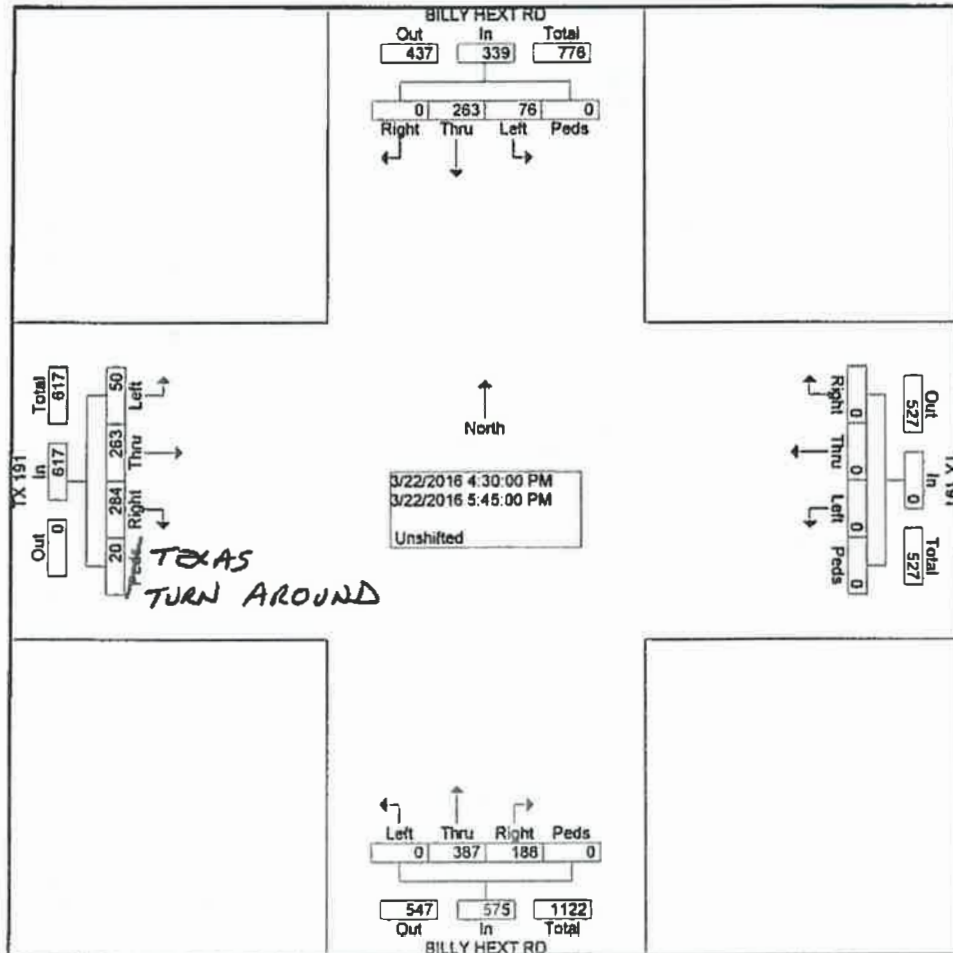 BILLY HEXT RD
Out In Total
437 339 776
0 263 76 0
Right Thru Left Peds
TX 191
Total 617
In 617
Out 0
50 Left
263 Thru
284 Right
20 Peds
TEXAS
TURN AROUND
North
3/22/2016 4:30:00 PM
3/22/2016 5:45:00 PM
Unshifted
Right 0
Thru 0
Left 0
Peds 0
Out 527
In 0
Total 527
TX 191
Left Thru Right Peds
0 387 188 0
547 575 1122
Out In Total
BILLY HEXT RD